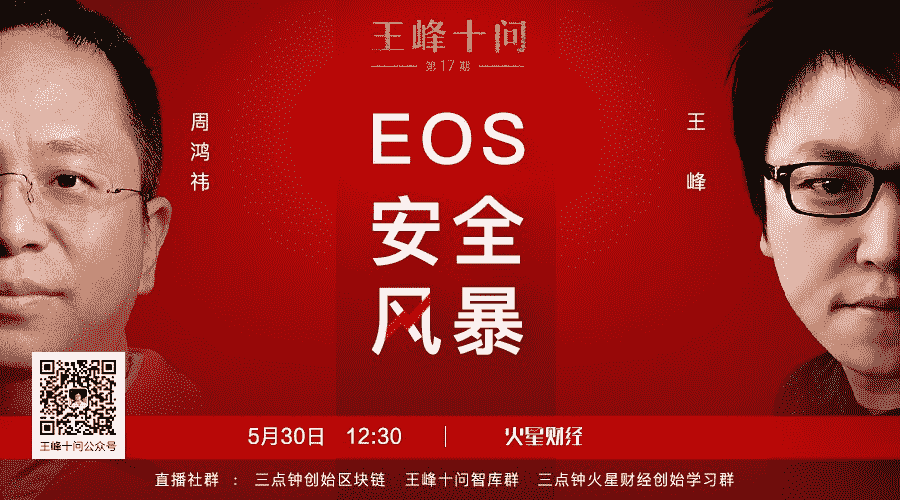 王峰十问
第17期
周鸿祎
王峰
EOS
安全
风暴
王峰十问公众号
5月30日 12:30 | 火星财经
直播社群 : 三点钟创始区块链 王峰十问智库群 三点钟火星财经创始学习群